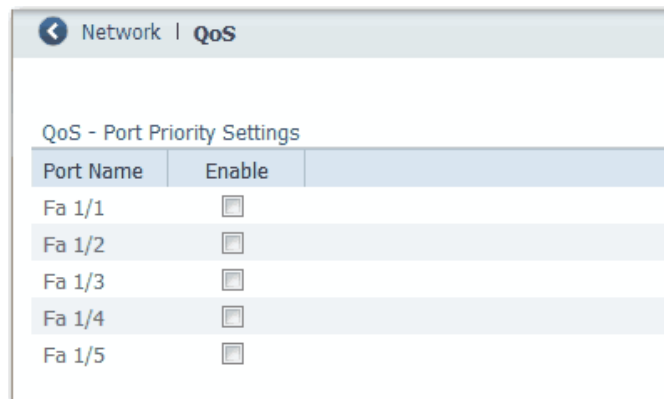 Network | QoS
QoS - Port Priority Settings
Port Name Enable
Fa 1/1
Fa 1/2
Fa 1/3
Fa 1/4
Fa 1/5